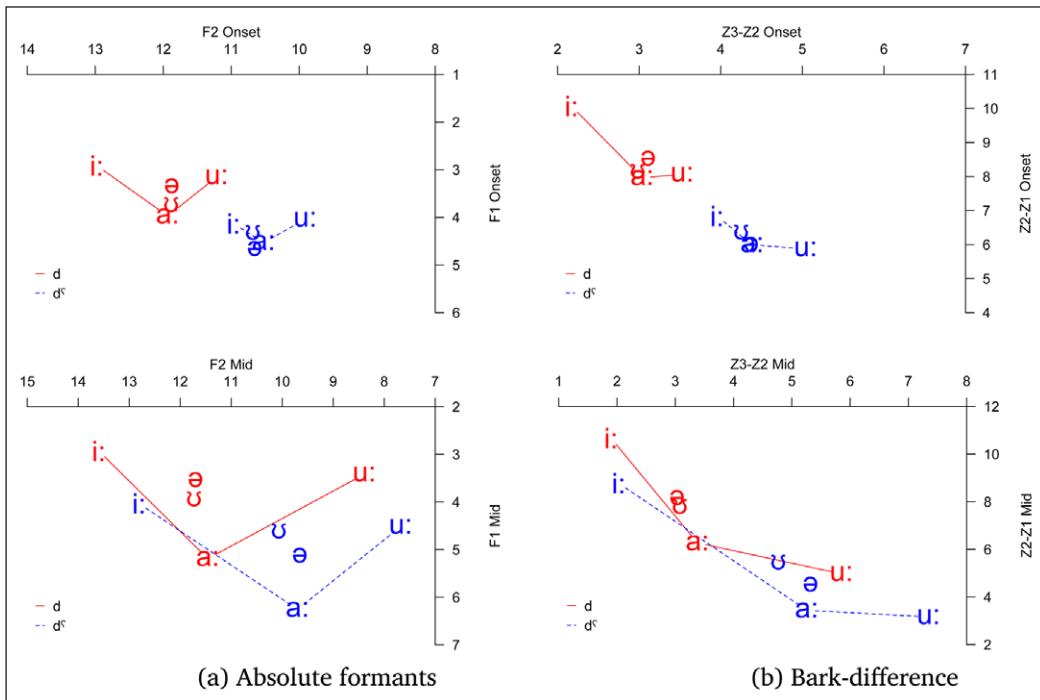 F2 Onset
14 13 12 11 10 9 8
1
2
3
4
5
6
F1 Onset
i:
ə
ʊ
a:
u:
i:
ʊ
a:
ə
u:
d
dˤ
Z3-Z2 Onset
2 3 4 5 6 7
11
10
9
8
7
6
5
4
Z2-Z1 Onset
i:
ə
ʊ
a:
u:
i:
ʊ
a:
ə
u:
d
dˤ
F2 Mid
15 14 13 12 11 10 9 8 7
2
3
4
5
6
7
F1 Mid
i:
ə
ʊ
a:
u:
i:
ʊ
ə
a:
u:
d
dˤ
(a) Absolute formants
Z3-Z2 Mid
1 2 3 4 5 6 7 8
12
10
8
6
4
2
Z2-Z1 Mid
i:
ə
ʊ
a:
u:
i:
ʊ
ə
a:
u:
d
dˤ
(b) Bark-difference